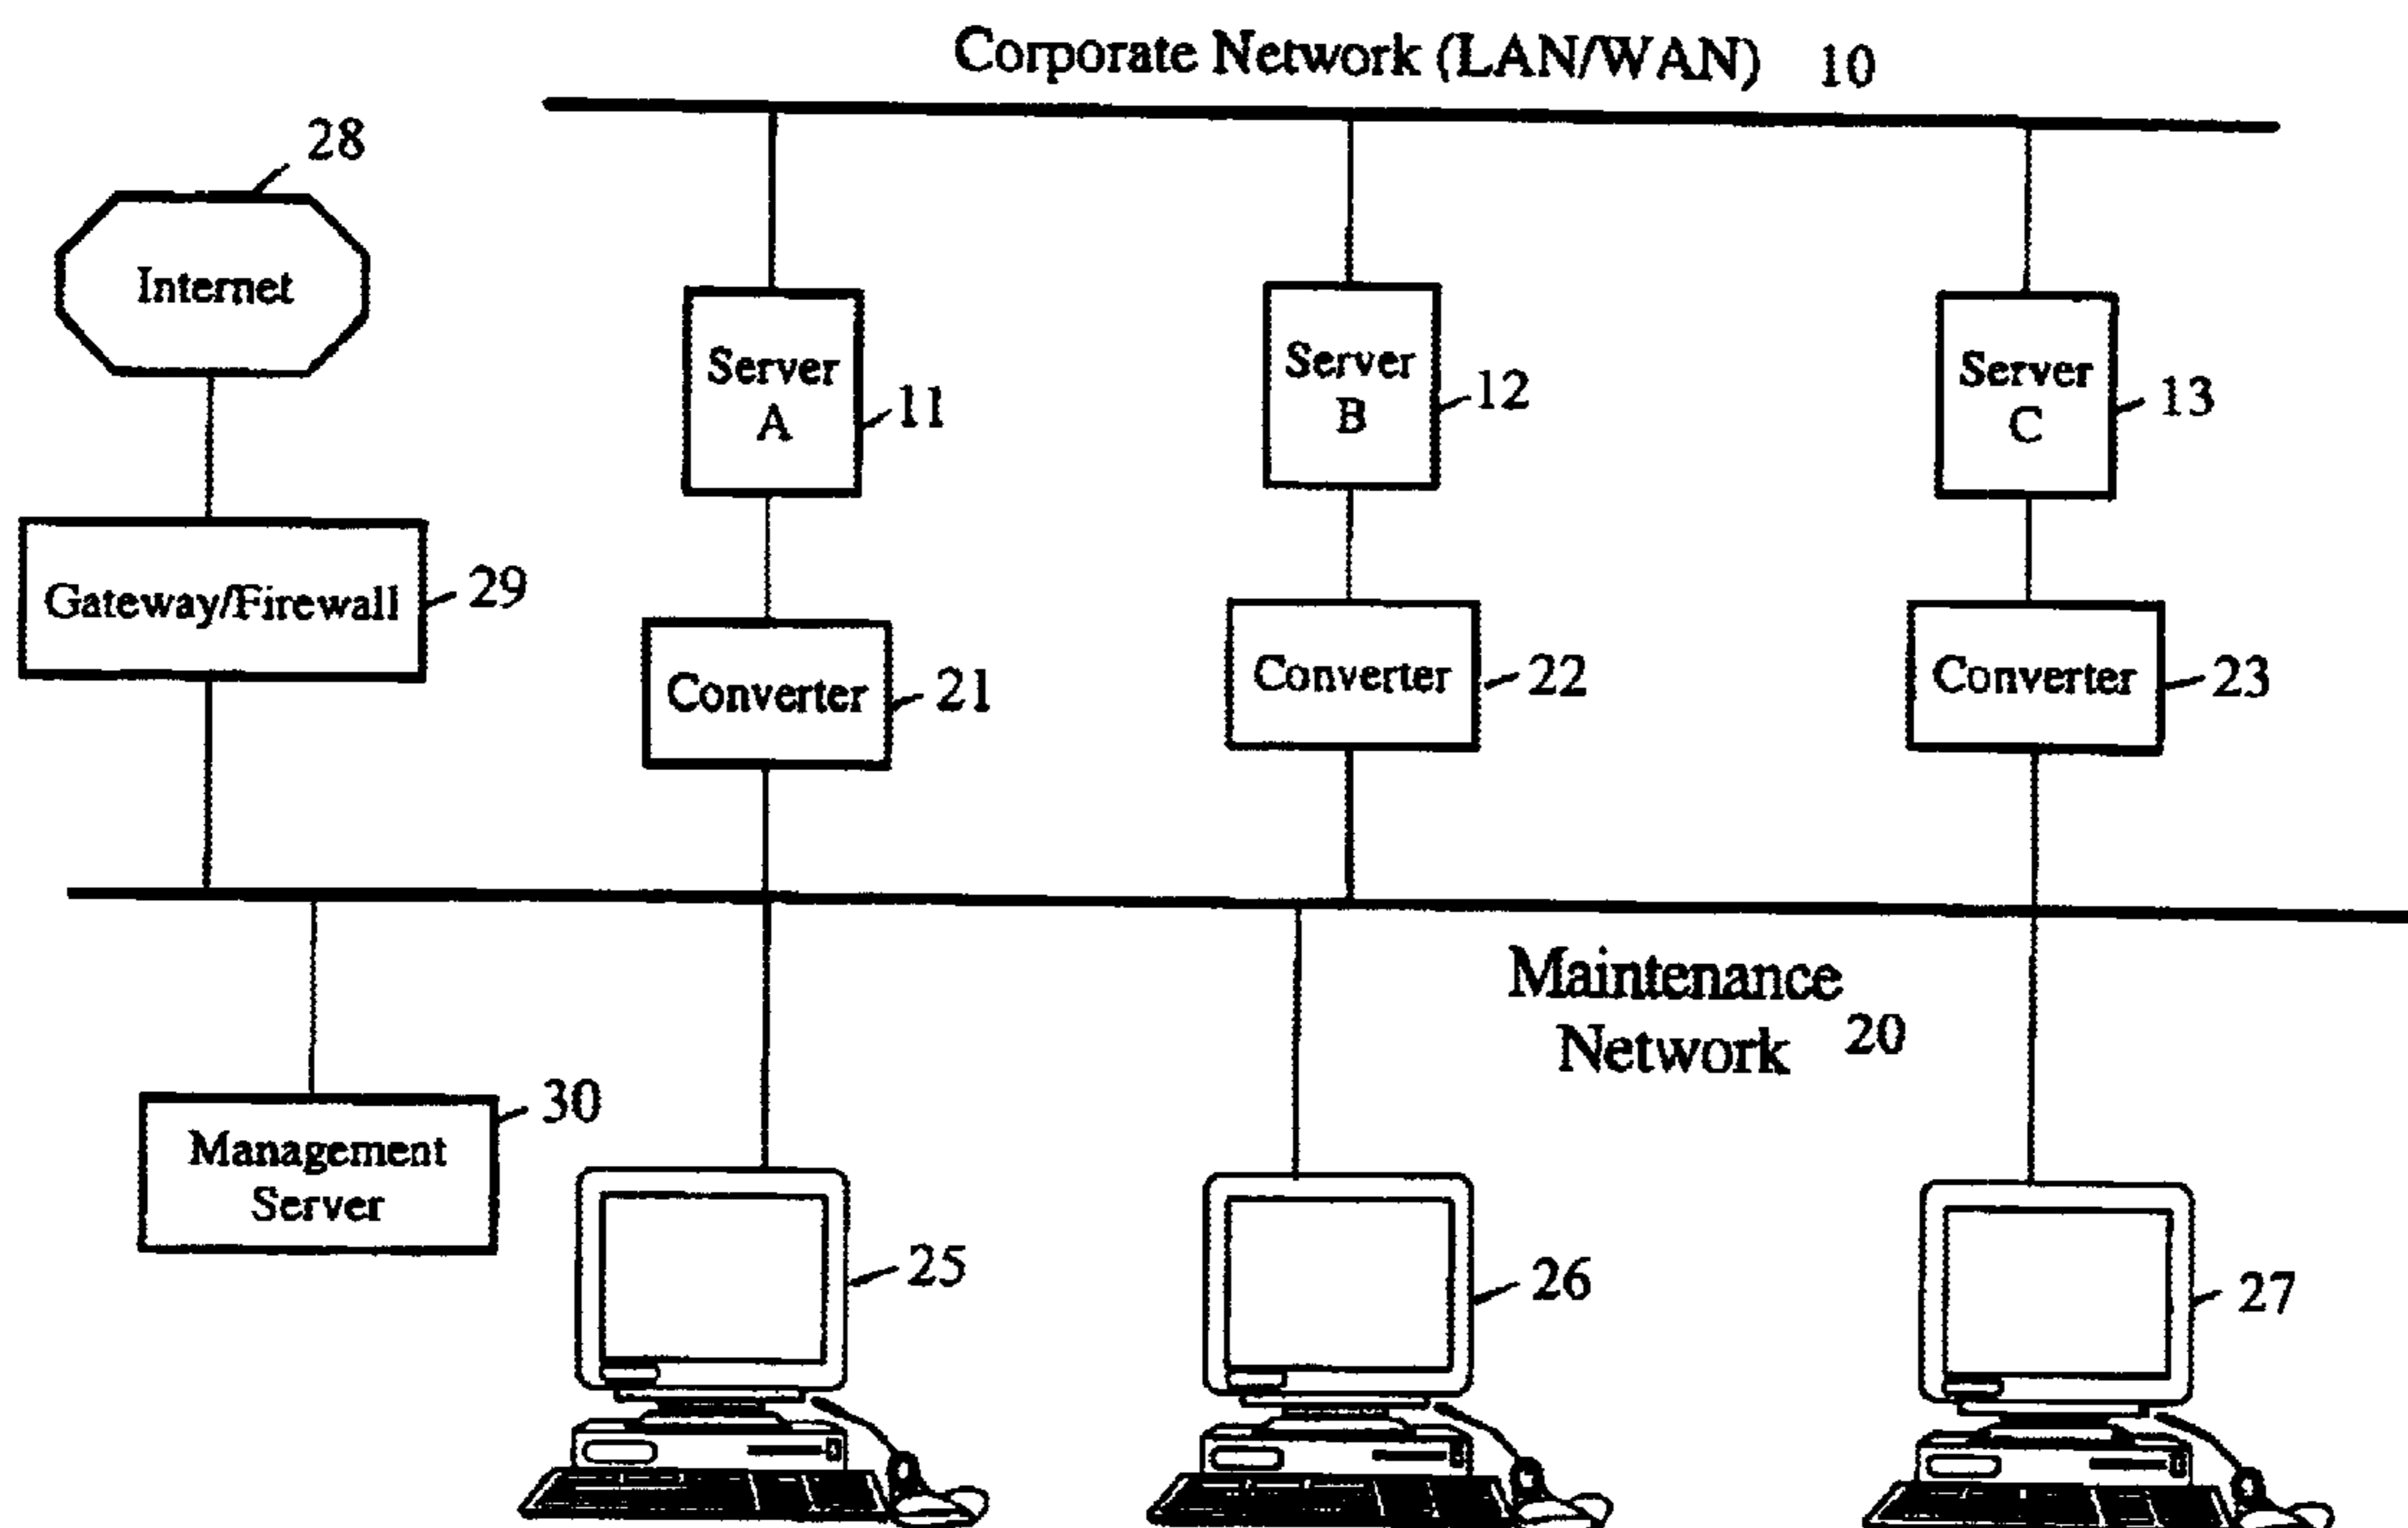 Corporate Network (LAN/WAN) 10
28
Internet
Server
A
11
Server
B
12
Server
C
13
Gateway/Firewall
29
Converter
21
Converter
22
Converter
23
Maintenance
Network
20
Management
Server
30
25
26
27